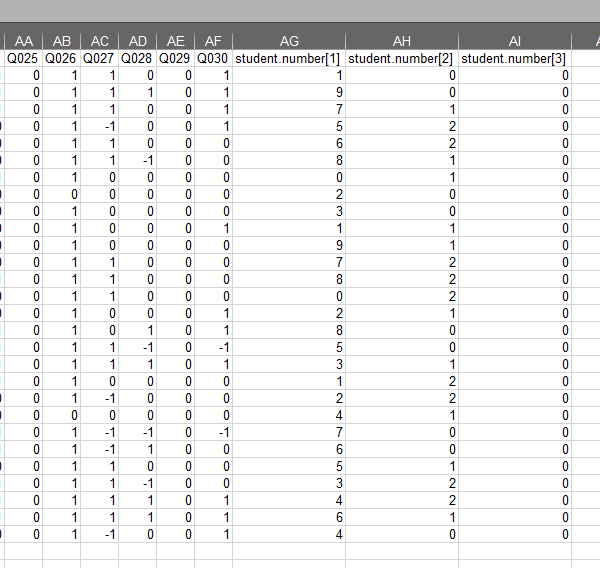 AA AB AC AD AE AF AG AH AI
Q025 Q026 Q027 Q028 Q029 Q030 student.number[1] student.number[2] student.number[3]
0 1 1 0 0 1 1 0 0
0 1 1 1 0 1 9 0 0
0 1 1 0 0 1 7 1 0
0 1 -1 0 0 1 5 2 0
0 1 1 0 0 0 6 2 0
0 1 1 -1 0 0 8 1 0
0 1 0 0 0 0 0 1 0
0 0 0 0 0 0 2 0 0
0 1 0 0 0 0 3 0 0
0 1 0 0 0 1 1 1 0
0 1 0 0 0 0 9 1 0
0 1 1 0 0 0 7 2 0
0 1 1 0 0 0 8 2 0
0 1 1 0 0 0 0 2 0
0 1 0 0 0 1 2 1 0
0 1 0 1 0 1 8 0 0
0 1 1 -1 0 -1 5 0 0
0 1 1 1 0 1 3 1 0
0 1 0 0 0 0 1 2 0
0 1 -1 0 0 0 2 2 0
0 0 0 0 0 0 4 1 0
0 1 -1 -1 0 -1 7 0 0
0 1 -1 1 0 0 6 0 0
0 1 1 0 0 0 5 1 0
0 1 1 -1 0 0 3 2 0
0 1 1 1 0 1 4 2 0
0 1 1 1 0 1 6 1 0
0 1 -1 0 0 1 4 0 0